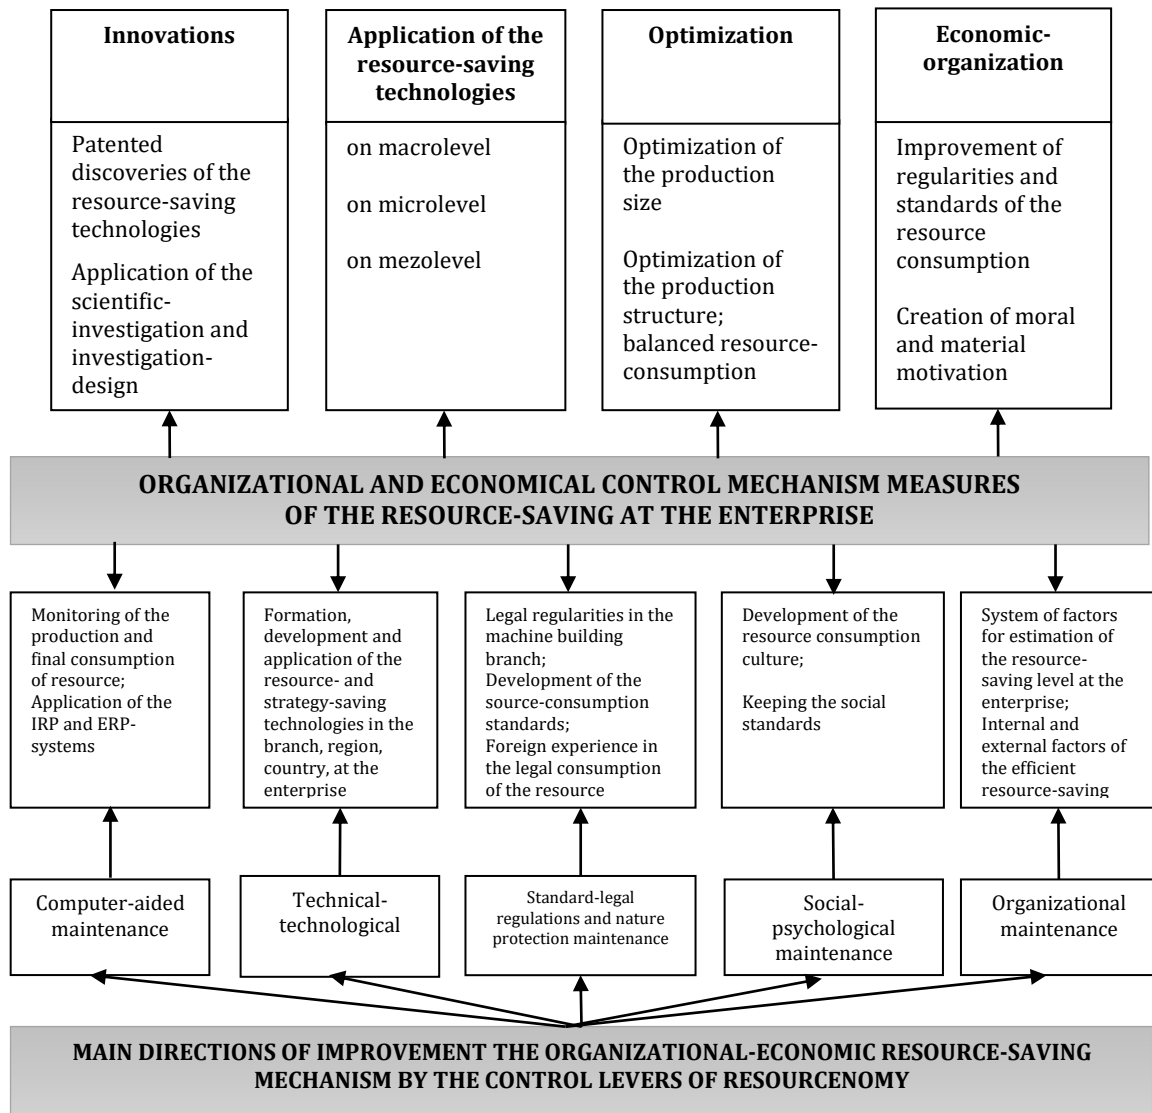 Innovations
Patented
discoveries of the
resource-saving
technologies
Application of the
scientific-
investigation and
investigation-
design
Application of the
resource-saving
technologies
on macrolevel
on microlevel
on mezolevel
Optimization
Optimization of
the production
size
Optimization of
the production
structure;
balanced resource-
consumption
Economic-
organization
Improvement of
regularities and
standards of the
resource
consumption
Creation of moral
and material
motivation
ORGANIZATIONAL AND ECONOMICAL CONTROL MECHANISM MEASURES
OF THE RESOURCE-SAVING AT THE ENTERPRISE
Monitoring of the
production and
final consumption
of resource;
Application of the
IRP and ERP-
systems
Formation,
development and
application of the
resource- and
strategy-saving
technologies in the
branch, region,
country, at the
enterprise
Legal regularities in the
machine building
branch;
Development of the
source-consumption
standards;
Foreign experience in
the legal consumption
of the resource
Development of the
resource consumption
culture;
Keeping the social
standards
System of factors
for estimation of
the resource-
saving level at the
enterprise;
Internal and
external factors of
the efficient
resource-saving
Computer-aided
maintenance
Technical-
technological
Standard-legal
regulations and nature
protection maintenance
Social-
psychological
maintenance
Organizational
maintenance
MAIN DIRECTIONS OF IMPROVEMENT THE ORGANIZATIONAL-ECONOMIC RESOURCE-SAVING
MECHANISM BY THE CONTROL LEVERS OF RESOURCENOMY